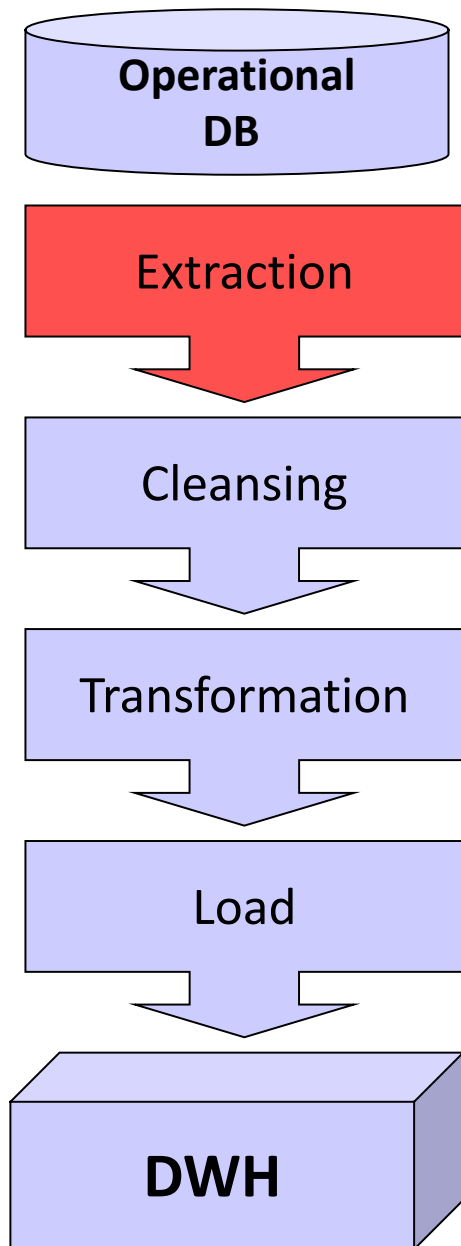 Operational
DB
Extraction
Cleansing
Transformation
Load
DWH